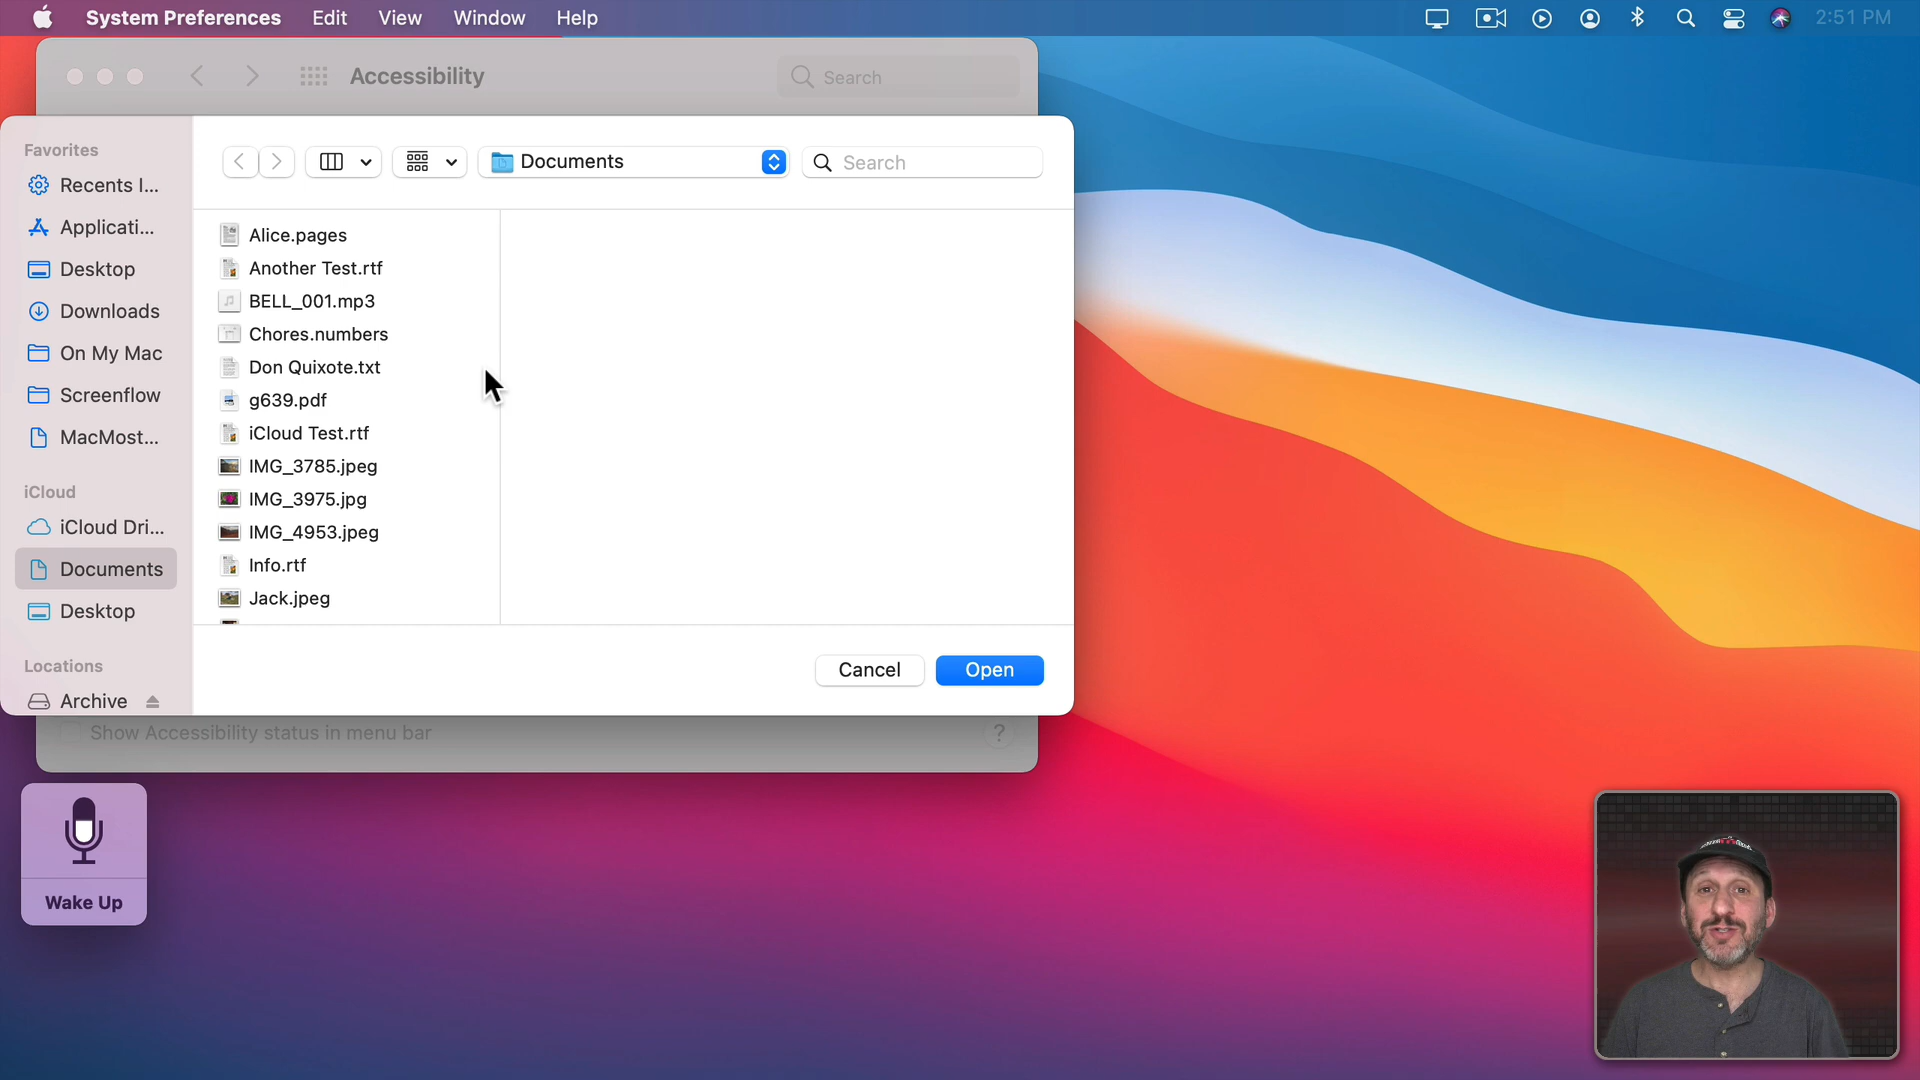 System Preferences Edit View Window Help 2:51 PM
Accessibility Search
Favorites
Recents I...
Applicati...
Desktop
Downloads
On My Mac
Screenflow
MacMost...
iCloud
iCloud Dri...
Documents
Desktop
Locations
Archive
Documents Search
Alice.pages
Another Test.rtf
BELL_001.mp3
Chores.numbers
Don Quixote.txt
g639.pdf
iCloud Test.rtf
IMG_3785.jpeg
IMG_3975.jpg
IMG_4953.jpeg
Info.rtf
Jack.jpeg
Cancel Open
Show Accessibility status in menu bar ?
Wake Up